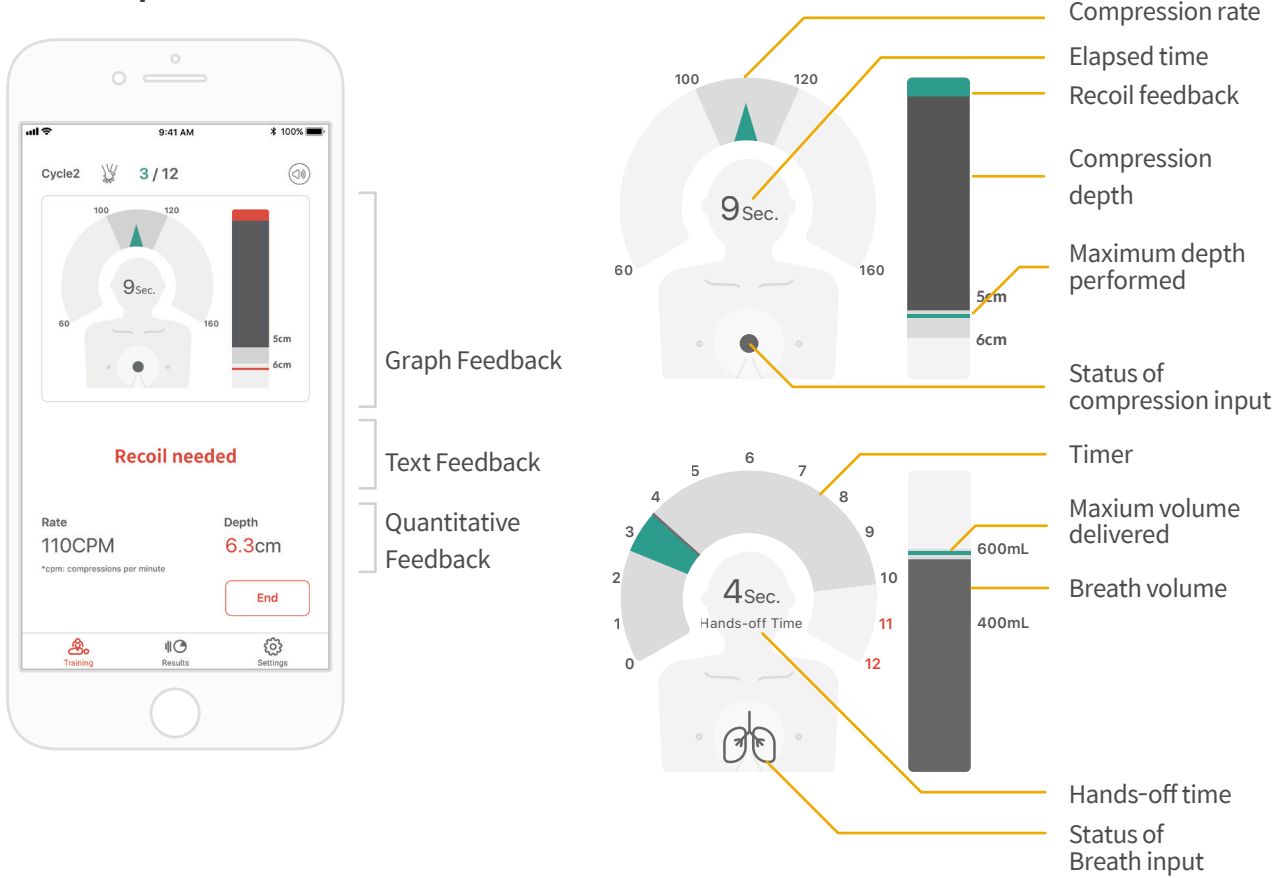 9:41 AM
100%
Cycle2
3 / 12
100
120
9Sec.
60
160
5cm
6cm
Recoil needed
Rate
Depth
110CPM
6.3cm
*cpm: compressions per minute
End
Training
Results
Settings
Graph Feedback
Text Feedback
Quantitative
Feedback
100
120
9Sec.
60
160
5cm
6cm
Compression rate
Elapsed time
Recoil feedback
Compression
depth
Maximum depth
performed
Status of
compression input
0
1
2
3
4
5
6
7
8
9
10
11
12
4Sec.
Hands-off Time
600mL
400mL
Timer
Maxium volume
delivered
Breath volume
Hands-off time
Status of
Breath input